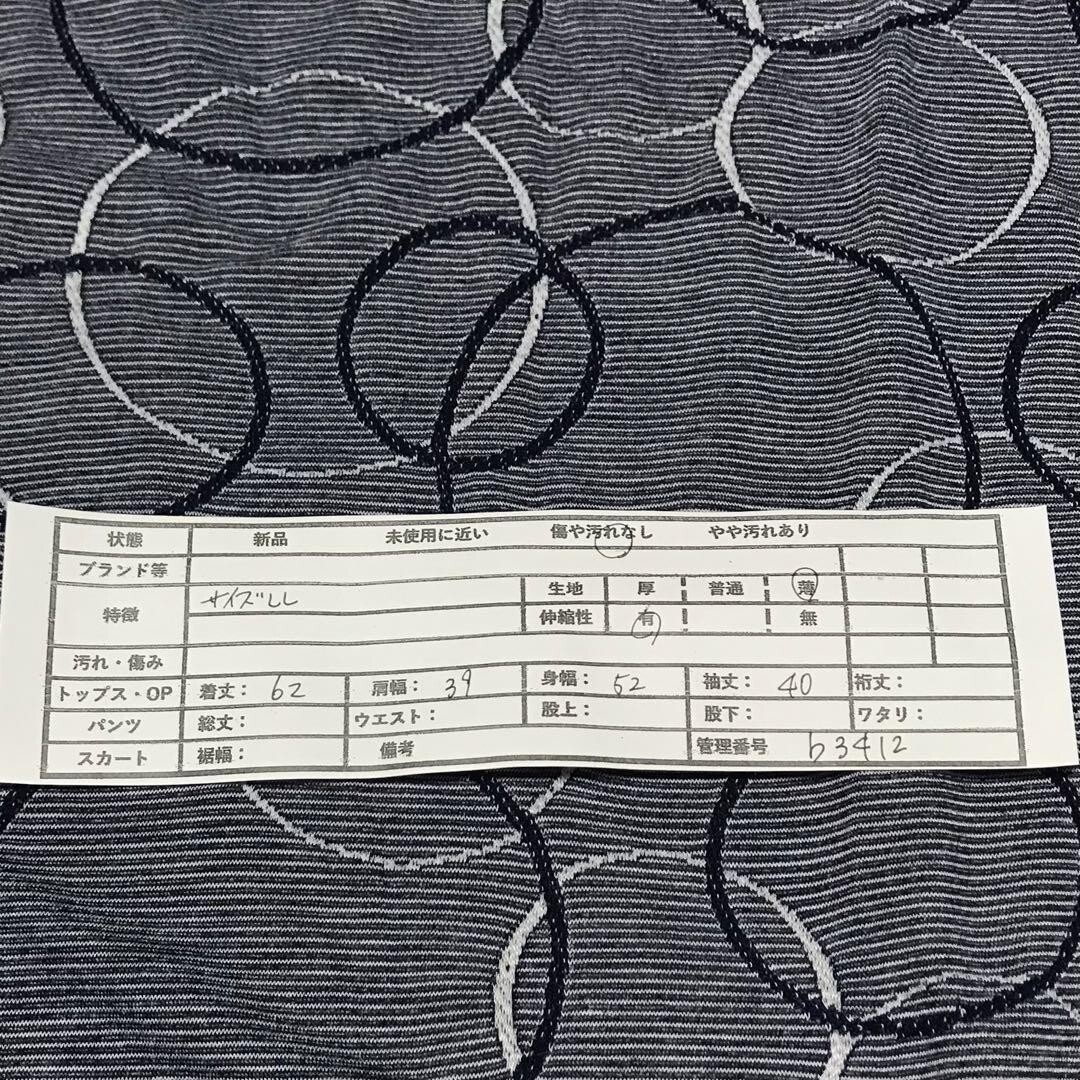 状態 新品 未使用に近い 傷や汚れなし やや汚れあり
ブランド等
特徴 サイズLL 生地 厚 普通 薄
伸縮性 有 無
汚れ・傷み
トップス・OP 着丈: 62 肩幅: 39 身幅: 52 袖丈: 40 裄丈:
パンツ 総丈: ウエスト: 股上: 股下: ワタリ:
スカート 裾幅: 備考 管理番号 b3412